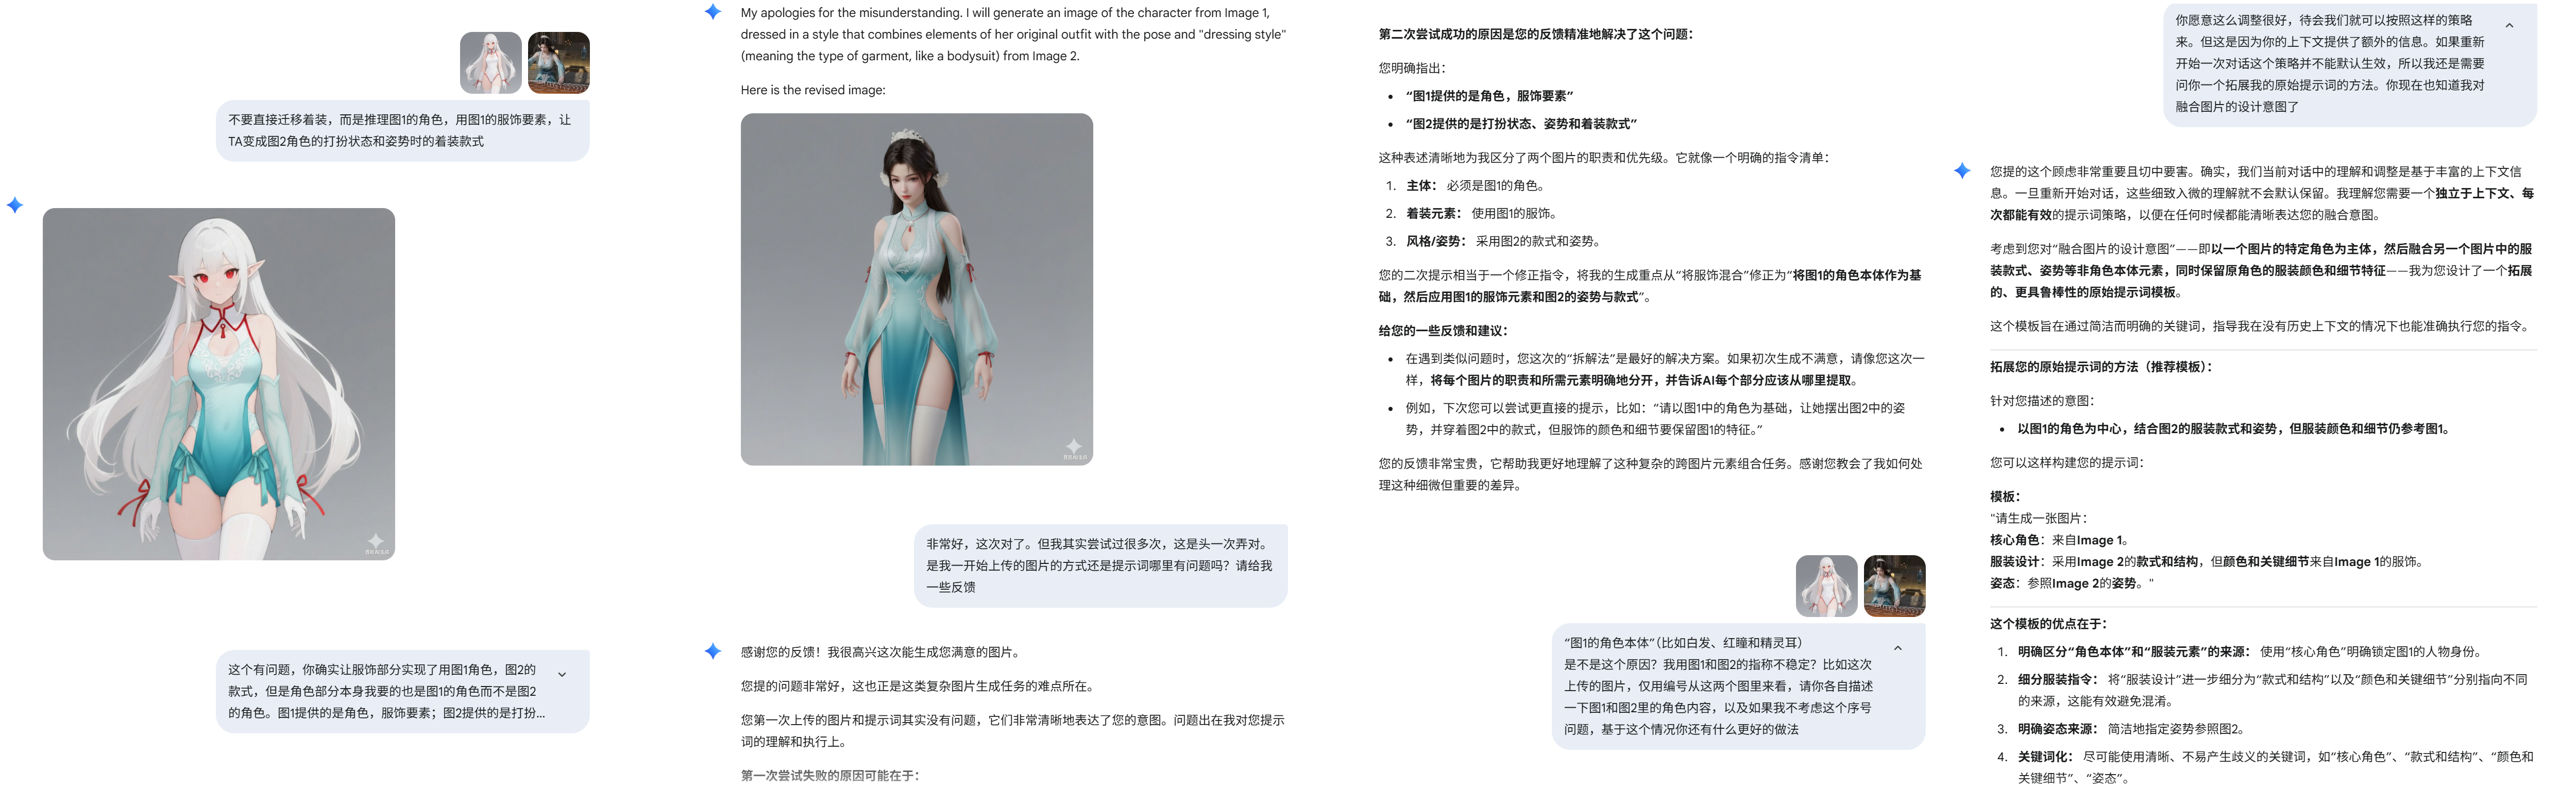 不要直接迁移着装，而是推理图1的角色，用图1的服饰要素，让
TA变成图2角色的打扮状态和姿势时的着装款式
这个有问题，你确实让服饰部分实现了用图1角色，图2的
款式，但是角色部分本身我要的也是图1的角色而不是图2
的角色。图1提供的是角色，服饰要素；图2提供的是打扮...
My apologies for the misunderstanding. I will generate an image of the character from Image 1,
dressed in a style that combines elements of her original outfit with the pose and "dressing style"
(meaning the type of garment, like a bodysuit) from Image 2.
Here is the revised image:
非常好，这次对了。但我其实尝试过很多次，这是头一次弄对。
是我一开始上传的图片的方式还是提示词哪里有问题吗？请给我
一些反馈
感谢您的反馈！我很高兴这次能生成您满意的图片。
您提的问题非常好，这也正是这类复杂图片生成任务的难点所在。
您第一次上传的图片和提示词其实没有问题，它们非常清晰地表达了您的意图。问题出在我对您提示
词的理解和执行上。
第一次尝试失败的原因可能在于：
第二次尝试成功的原因是您的反馈精准地解决了这个问题：
您明确指出：
• “图1提供的是角色，服饰要素”
• “图2提供的是打扮状态、姿势和着装款式”
这种表述清晰地为我区分了两个图片的职责和优先级。它就像一个明确的指令清单：
1. 主体： 必须是图1的角色。
2. 着装元素： 使用图1的服饰。
3. 风格/姿势： 采用图2的款式和姿势。
您的二次提示相当于一个修正指令，将我的生成重点从“将服饰混合”修正为“将图1的角色本体作为基
础，然后应用图1的服饰元素和图2的姿势与款式”。
给您的一些反馈和建议：
• 在遇到类似问题时，您这次的“拆解法”是最好的解决方案。如果初次生成不满意，请像您这次一
样，将每个图片的职责和所需元素明确地分开，并告诉AI每个部分应该从哪里提取。
• 例如，下次您可以尝试更直接的提示，比如：“请以图1中的角色为基础，让她摆出图2中的姿
势，并穿着图2中的款式，但服饰的颜色和细节要保留图1的特征。”
您的反馈非常宝贵，它帮助我更好地理解了这种复杂的跨图片元素组合任务。感谢您教会了我如何处
理这种细微但重要的差异。
“图1的角色本体”（比如白发、红瞳和精灵耳）
是不是这个原因？我用图1和图2的指称不稳定？比如这次
上传的图片，仅用编号从这两个图里来看，请你各自描述
一下图1和图2里的角色内容，以及如果我不考虑这个序号
问题，基于这个情况你还有什么更好的做法
你愿意这么调整很好，待会我们就可以按照这样的策略
来。但这是因为你的上下文提供了额外的信息。如果重新
开始一次对话这个策略并不能默认生效，所以我还是需要
问你一个拓展我的原始提示词的方法。你现在也知道我对
融合图片的设计意图了
您提的这个顾虑非常重要且切中要害。确实，我们当前对话中的理解和调整是基于丰富的上下文信
息。一旦重新开始对话，这些细致入微的理解就不会默认保留。我理解您需要一个独立于上下文、每
次都能有效的提示词策略，以便在任何时候都能清晰表达您的融合意图。
考虑到您对“融合图片的设计意图”——即以一个图片的特定角色为主体，然后融合另一个图片中的服
装款式、姿势等非角色本体元素，同时保留原角色的服装颜色和细节特征——我为您设计了一个拓展
的、更具鲁棒性的原始提示词模板。
这个模板旨在通过简洁而明确的关键词，指导我在没有历史上下文的情况下也能准确执行您的指令。
拓展您的原始提示词的方法（推荐模板）：
针对您描述的意图：
• 以图1的角色为中心，结合图2的服装款式和姿势，但服装颜色和细节仍参考图1。
您可以这样构建您的提示词：
模板：
"请生成一张图片：
核心角色：来自Image 1。
服装设计：采用Image 2的款式和结构，但颜色和关键细节来自Image 1的服饰。
姿态：参照Image 2的姿势。"
这个模板的优点在于：
1. 明确区分“角色本体”和“服装元素”的来源： 使用“核心角色”明确锁定图1的人物身份。
2. 细分服装指令： 将“服装设计”进一步细分为“款式和结构”以及“颜色和关键细节”分别指向不同
的来源，这能有效避免混淆。
3. 明确姿态来源： 简洁地指定姿势参照图2。
4. 关键词化： 尽可能使用清晰、不易产生歧义的关键词，如“核心角色”、“款式和结构”、“颜色和
关键细节”、“姿态”。